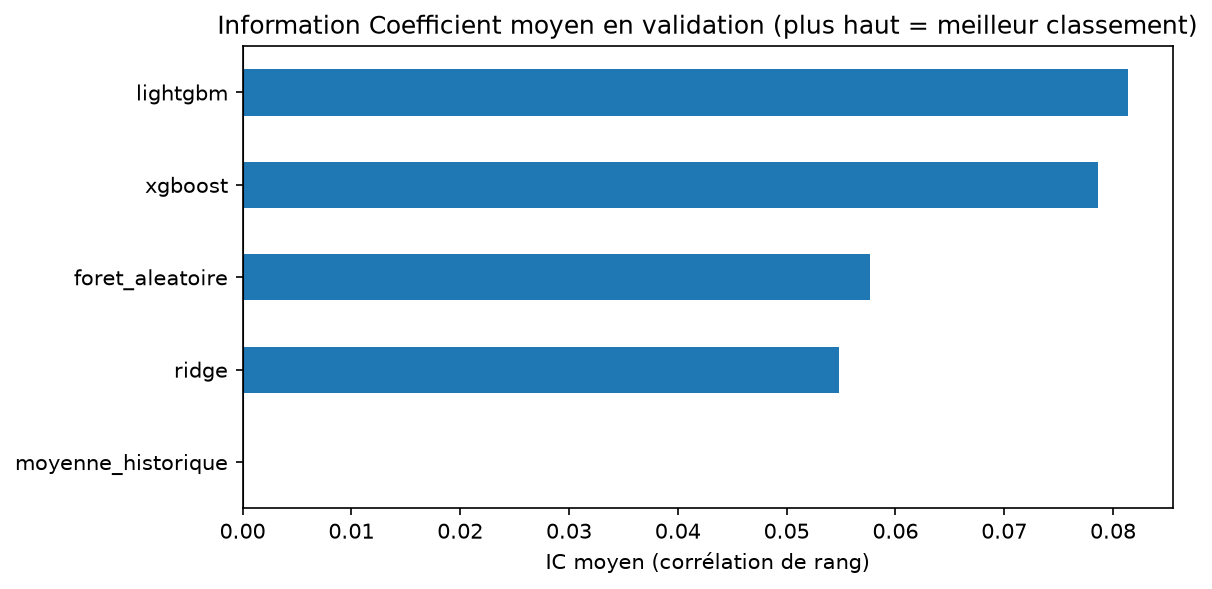 Information Coefficient moyen en validation (plus haut = meilleur classement)
lightgbm
xgboost
foret_aleatoire
ridge
moyenne_historique
0.00 0.01 0.02 0.03 0.04 0.05 0.06 0.07 0.08
IC moyen (corrélation de rang)